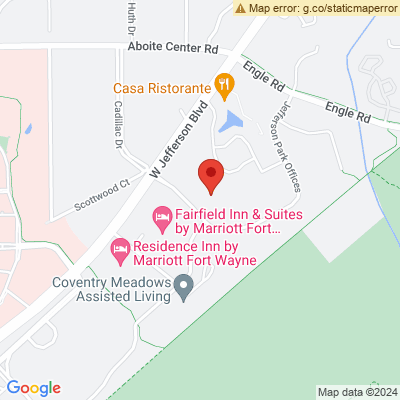 Map error: g.co/staticmaperror
Huth Dr
Aboite Center Rd
Engle Rd
Casa Ristorante
Engle Rd
Cadillac Dr
W Jefferson Blvd
Jefferson Park Offices
Scottwood Ct
Fairfield Inn & Suites
by Marriott Fort...
Residence Inn by
Marriott Fort Wayne
Coventry Meadows
Assisted Living
Google
Map data ©2024